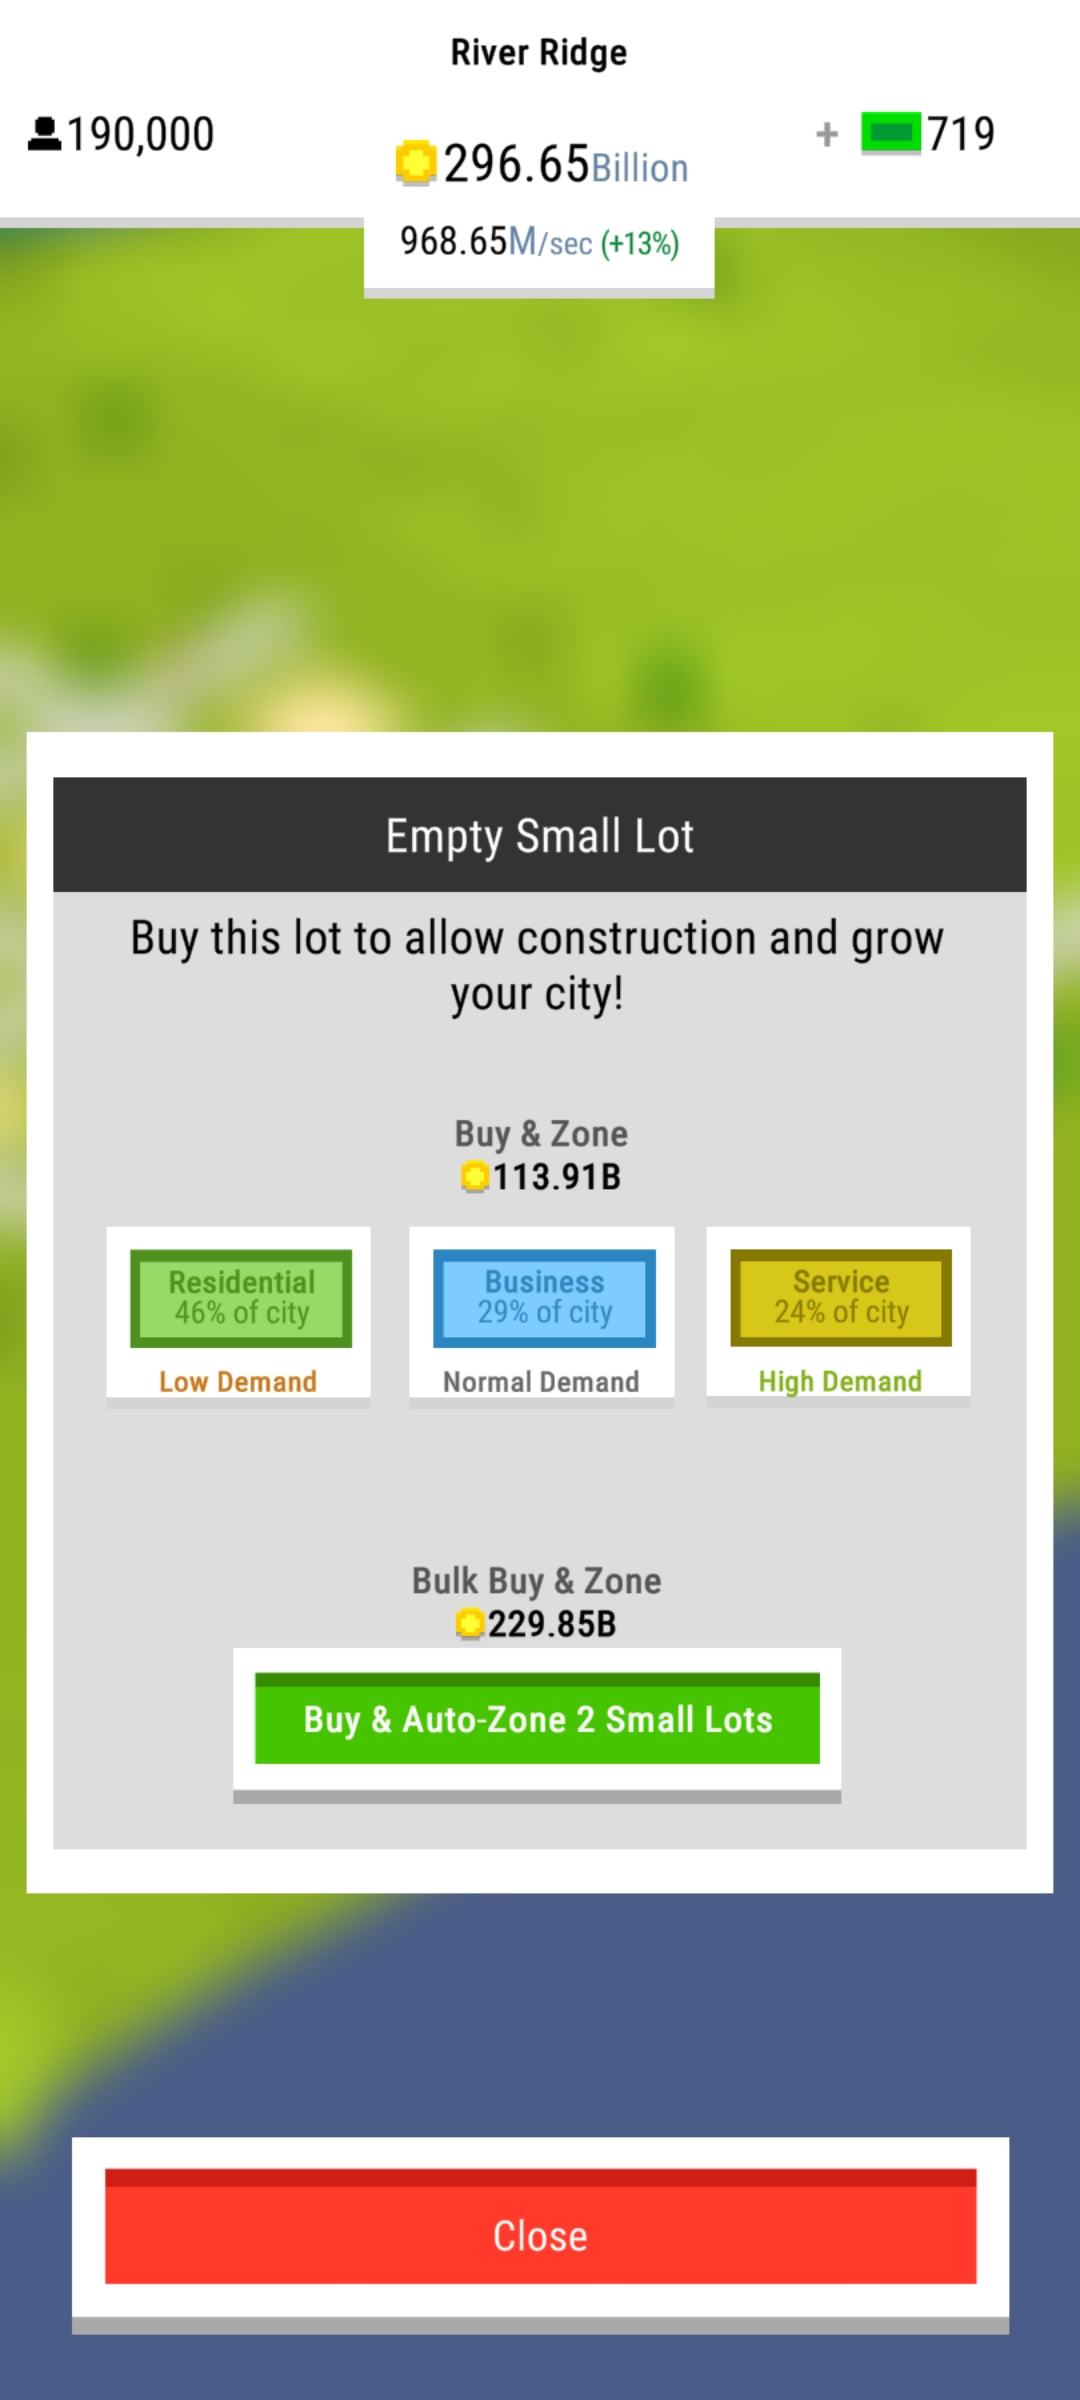 River Ridge
190,000
296.65Billion
+ 719
968.65M/sec (+13%)
Empty Small Lot
Buy this lot to allow construction and grow
your city!
Buy & Zone
113.91B
Residential
46% of city
Low Demand
Business
29% of city
Normal Demand
Service
24% of city
High Demand
Bulk Buy & Zone
229.85B
Buy & Auto-Zone 2 Small Lots
Close